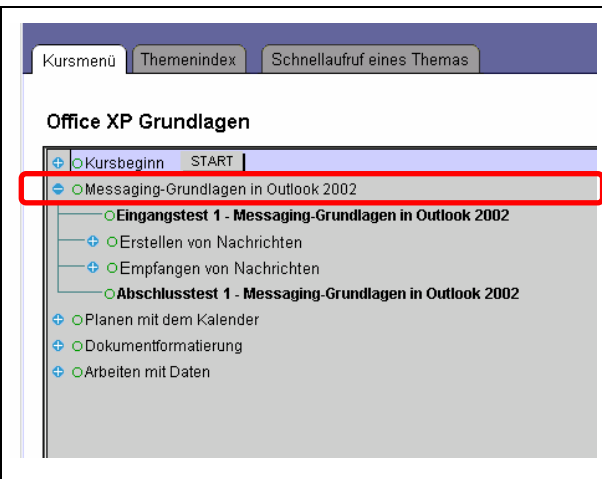 Kursmenü Themenindex Schnellaufruf eines Themas
Office XP Grundlagen
Kursbeginn START
Messaging-Grundlagen in Outlook 2002
Eingangstest 1 - Messaging-Grundlagen in Outlook 2002
Erstellen von Nachrichten
Empfangen von Nachrichten
Abschlusstest 1 - Messaging-Grundlagen in Outlook 2002
Planen mit dem Kalender
Dokumentformatierung
Arbeiten mit Daten